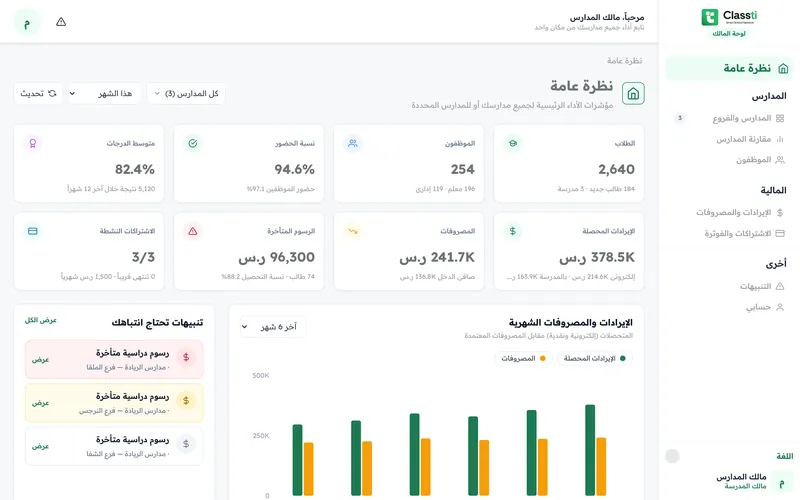 Classti
لوحة المالك
نظرة عامة
المدارس
المدارس والفروع
3
مقارنة المدارس
الموظفون
المالية
الإيرادات والمصروفات
الاشتراكات والفوترة
أخرى
التنبيهات
حسابي
اللغة
م
مالك المدارس
مالك المدرسة
مرحباً، مالك المدارس
تابع أداء جميع مدارسك من مكان واحد
م
نظرة عامة
نظرة عامة
مؤشرات الأداء الرئيسية لجميع مدارسك أو للمدارس المحددة
كل المدارس (3)
هذا الشهر
تحديث
الطلاب
2,640
184 طالب جديد · 3 مدرسة
الموظفون
254
196 معلم · 119 إداري
نسبة الحضور
94.6%
حضور الموظفين 97.1%
متوسط الدرجات
82.4%
5,120 نتيجة خلال آخر 12 شهراً
الإيرادات المحصلة
378.5K ر.س
إلكتروني 214.6K ر.س · بالمدرسة 163.9K ر...
المصروفات
241.7K ر.س
صافي الدخل 136.8K ر.س
الرسوم المتأخرة
96,300 ر.س
74 طالب · نسبة التحصيل 88.2%
الاشتراكات النشطة
3/3
0 تنتهي قريباً · 1,500 ر.س شهرياً
الإيرادات والمصروفات الشهرية
المتحصلات (إلكترونية ونقدية) مقابل المصروفات المعتمدة
آخر 6 شهر
الإيرادات المحصلة
المصروفات
500K
250K
0
تنبيهات تحتاج انتباهك
عرض الكل
رسوم دراسية متأخرة
· مدارس الريادة — فرع الملقا
عرض
رسوم دراسية متأخرة
· مدارس الريادة — فرع النرجس
عرض
رسوم دراسية متأخرة
· مدارس الريادة — فرع الشفا
عرض